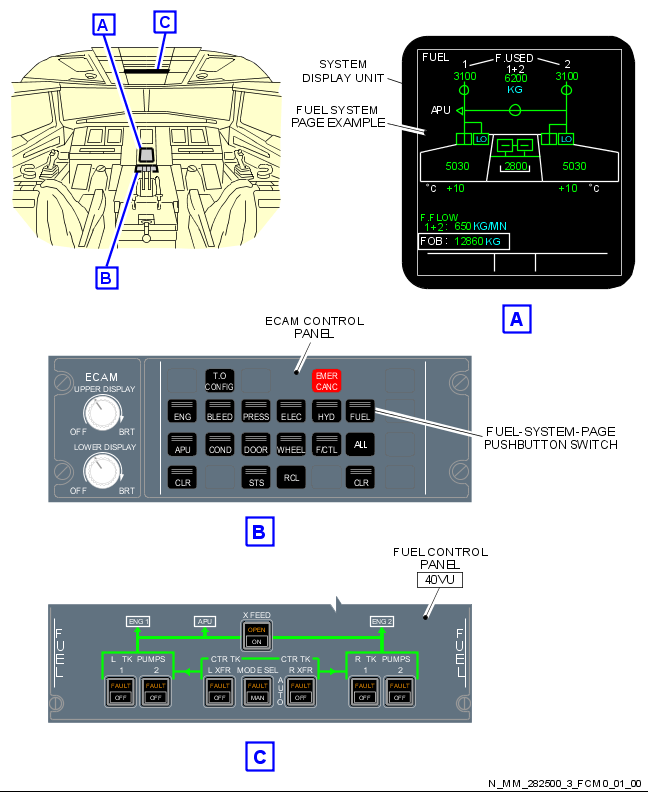 A
C
B
SYSTEM
DISPLAY UNIT
FUEL SYSTEM
PAGE EXAMPLE
FUEL
F.USED
1
1+2
2
3100
6200
3100
KG
APU
LO
LO
5030
2800
5030
°C +10
+10 °C
F.FLOW
1+2: 650 KG/MN
FOB: 12860 KG
A
ECAM CONTROL
PANEL
ECAM
UPPER DISPLAY
OFF
BRT
LOWER DISPLAY
OFF
BRT
T.O
CONFIG
EMER
CANC
ENG
BLEED
PRESS
ELEC
HYD
FUEL
APU
COND
DOOR
WHEEL
F/CTL
ALL
CLR
STS
RCL
CLR
FUEL-SYSTEM-PAGE
PUSHBUTTON SWITCH
B
FUEL CONTROL
PANEL
40VU
FUEL
ENG 1
APU
X FEED
OPEN
ON
ENG 2
FUEL
L TK PUMPS
1 2
CTR TK
L XFR
MODE SEL
CTR TK
R XFR
R TK PUMPS
1 2
FAULT
OFF
FAULT
OFF
FAULT
OFF
FAULT
MAN
AUTO
FAULT
OFF
FAULT
OFF
FAULT
OFF
C
N_MM_282500_3_FCM0_01_00